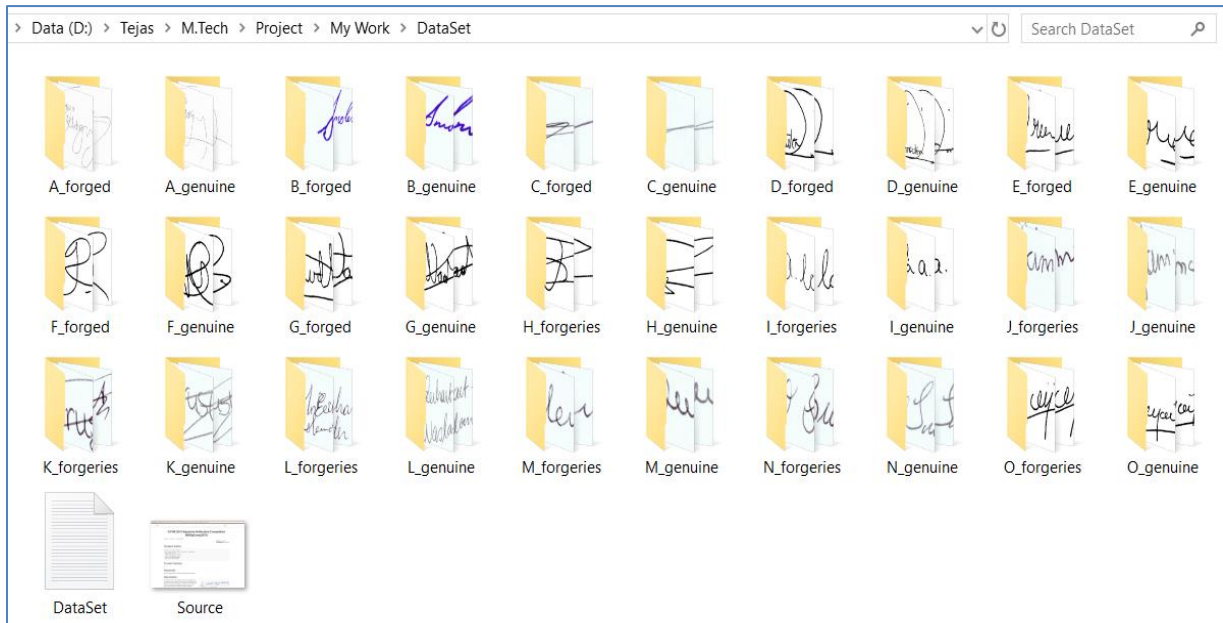 > Data (D:) > Tejas > M.Tech > Project > My Work > DataSet Search DataSet
A_forged A_genuine B_forged B_genuine C_forged C_genuine D_forged D_genuine E_forged E_genuine
F_forged F_genuine G_forged G_genuine H_forgeries H_genuine I_forgeries I_genuine J_forgeries J_genuine
K_forgeries K_genuine L_forgeries L_genuine M_forgeries M_genuine N_forgeries N_genuine O_forgeries O_genuine
DataSet Source